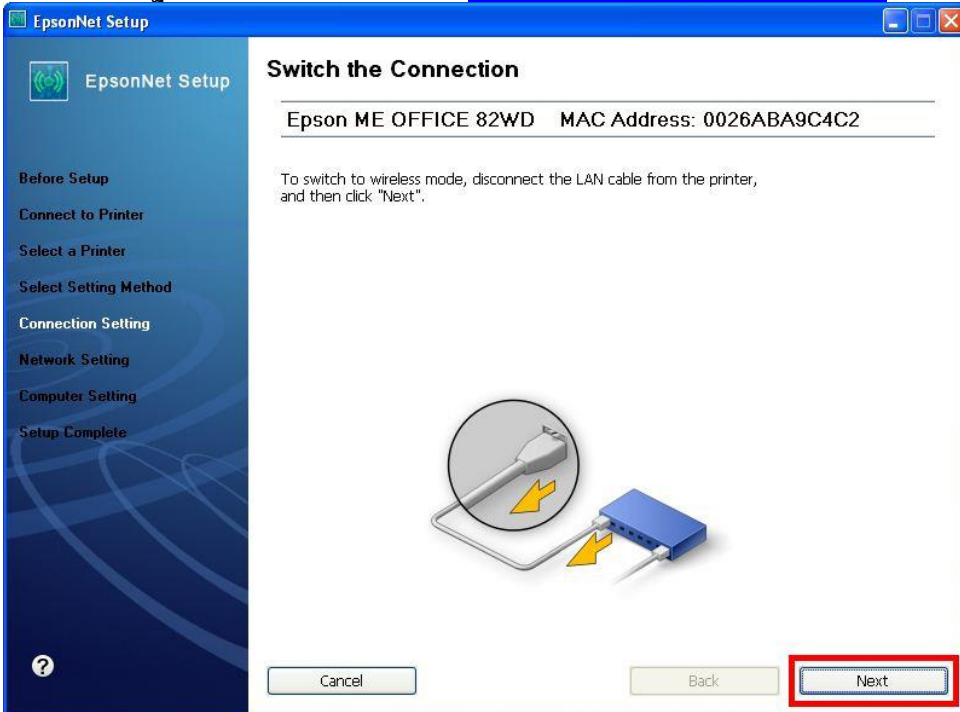 EpsonNet Setup
EpsonNet Setup
Switch the Connection
Epson ME OFFICE 82WD MAC Address: 0026ABA9C4C2
To switch to wireless mode, disconnect the LAN cable from the printer,
and then click "Next".
Before Setup
Connect to Printer
Select a Printer
Select Setting Method
Connection Setting
Network Setting
Computer Setting
Setup Complete
?
Cancel
Back
Next